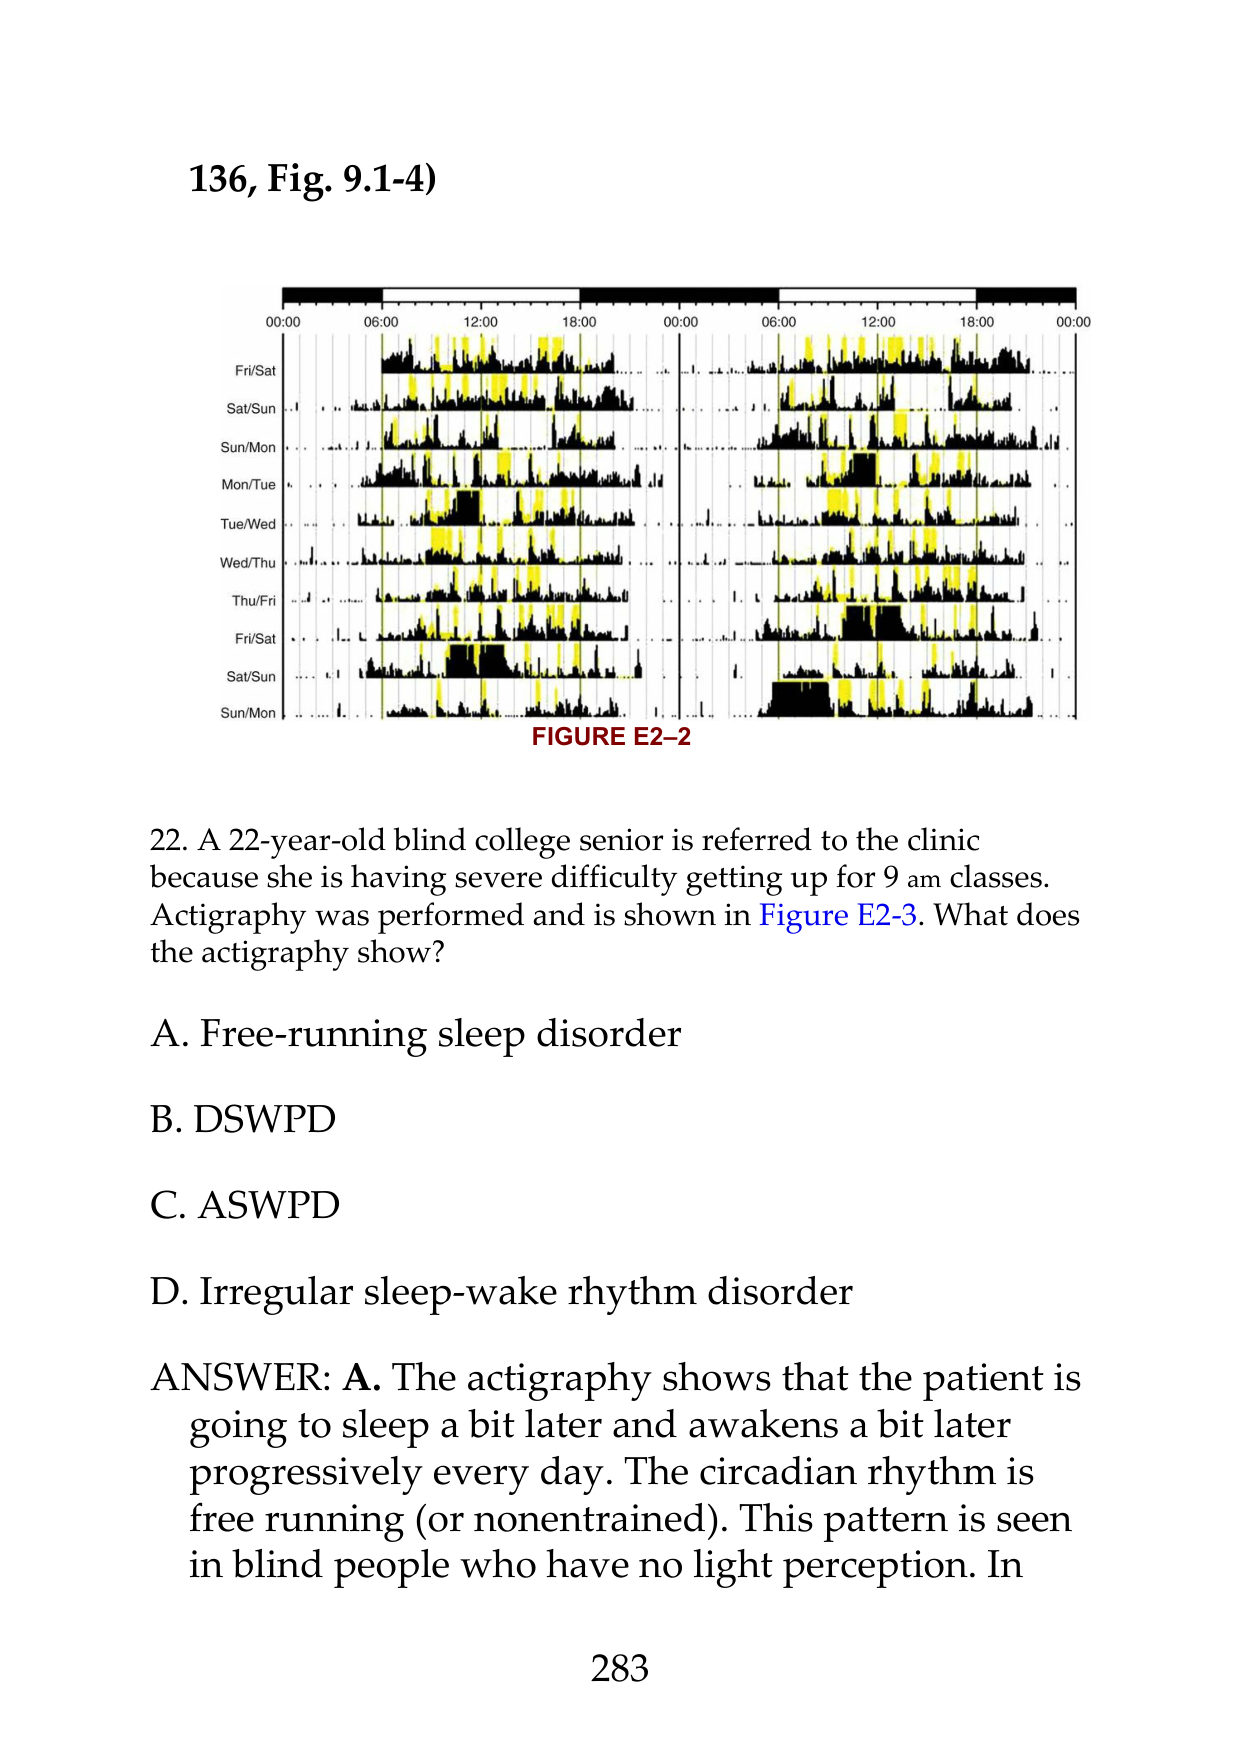 136, Fig. 9.1-4)
00:00 06:00 12:00 18:00 00:00 06:00 12:00 18:00 00:00
Fri/Sat
Sat/Sun
Sun/Mon
Mon/Tue
Tue/Wed
Wed/Thu
Thu/Fri
Fri/Sat
Sat/Sun
Sun/Mon
FIGURE E2–2
22. A 22-year-old blind college senior is referred to the clinic
because she is having severe difficulty getting up for 9 am classes.
Actigraphy was performed and is shown in Figure E2-3. What does
the actigraphy show?
A. Free-running sleep disorder
B. DSWPD
C. ASWPD
D. Irregular sleep-wake rhythm disorder
ANSWER: A. The actigraphy shows that the patient is
going to sleep a bit later and awakens a bit later
progressively every day. The circadian rhythm is
free running (or nonentrained). This pattern is seen
in blind people who have no light perception. In
283